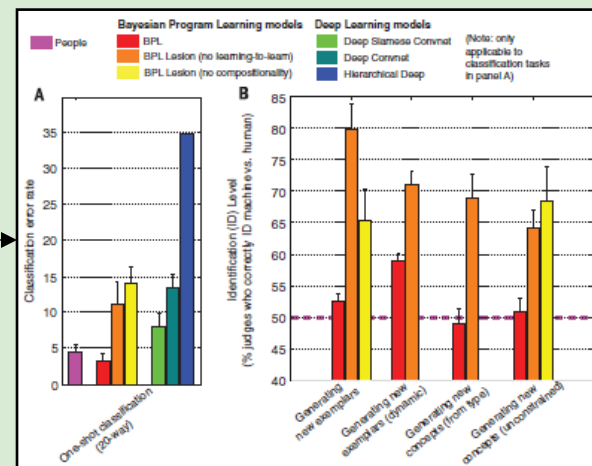 Bayesian Program Learning models
Deep Learning models
People
BPL
BPL Lesion (no learning-to-learn)
BPL Lesion (no compositionality)
Deep Siamese Convnet
Deep Convnet
Hierarchical Deep
(Note: only
applicable to
classification tasks
in panel A)
A
Classification error rate
35
30
25
20
15
10
5
0
One-shot classification
(20-way)
B
Identification (ID) Level
(% judges who correctly ID machine vs. human)
85
80
75
70
65
60
55
50
45
40
Generating
new exemplars
Generating new
exemplars (dynamic)
Generating new
concepts (from type)
Generating new
concepts (unconstrained)